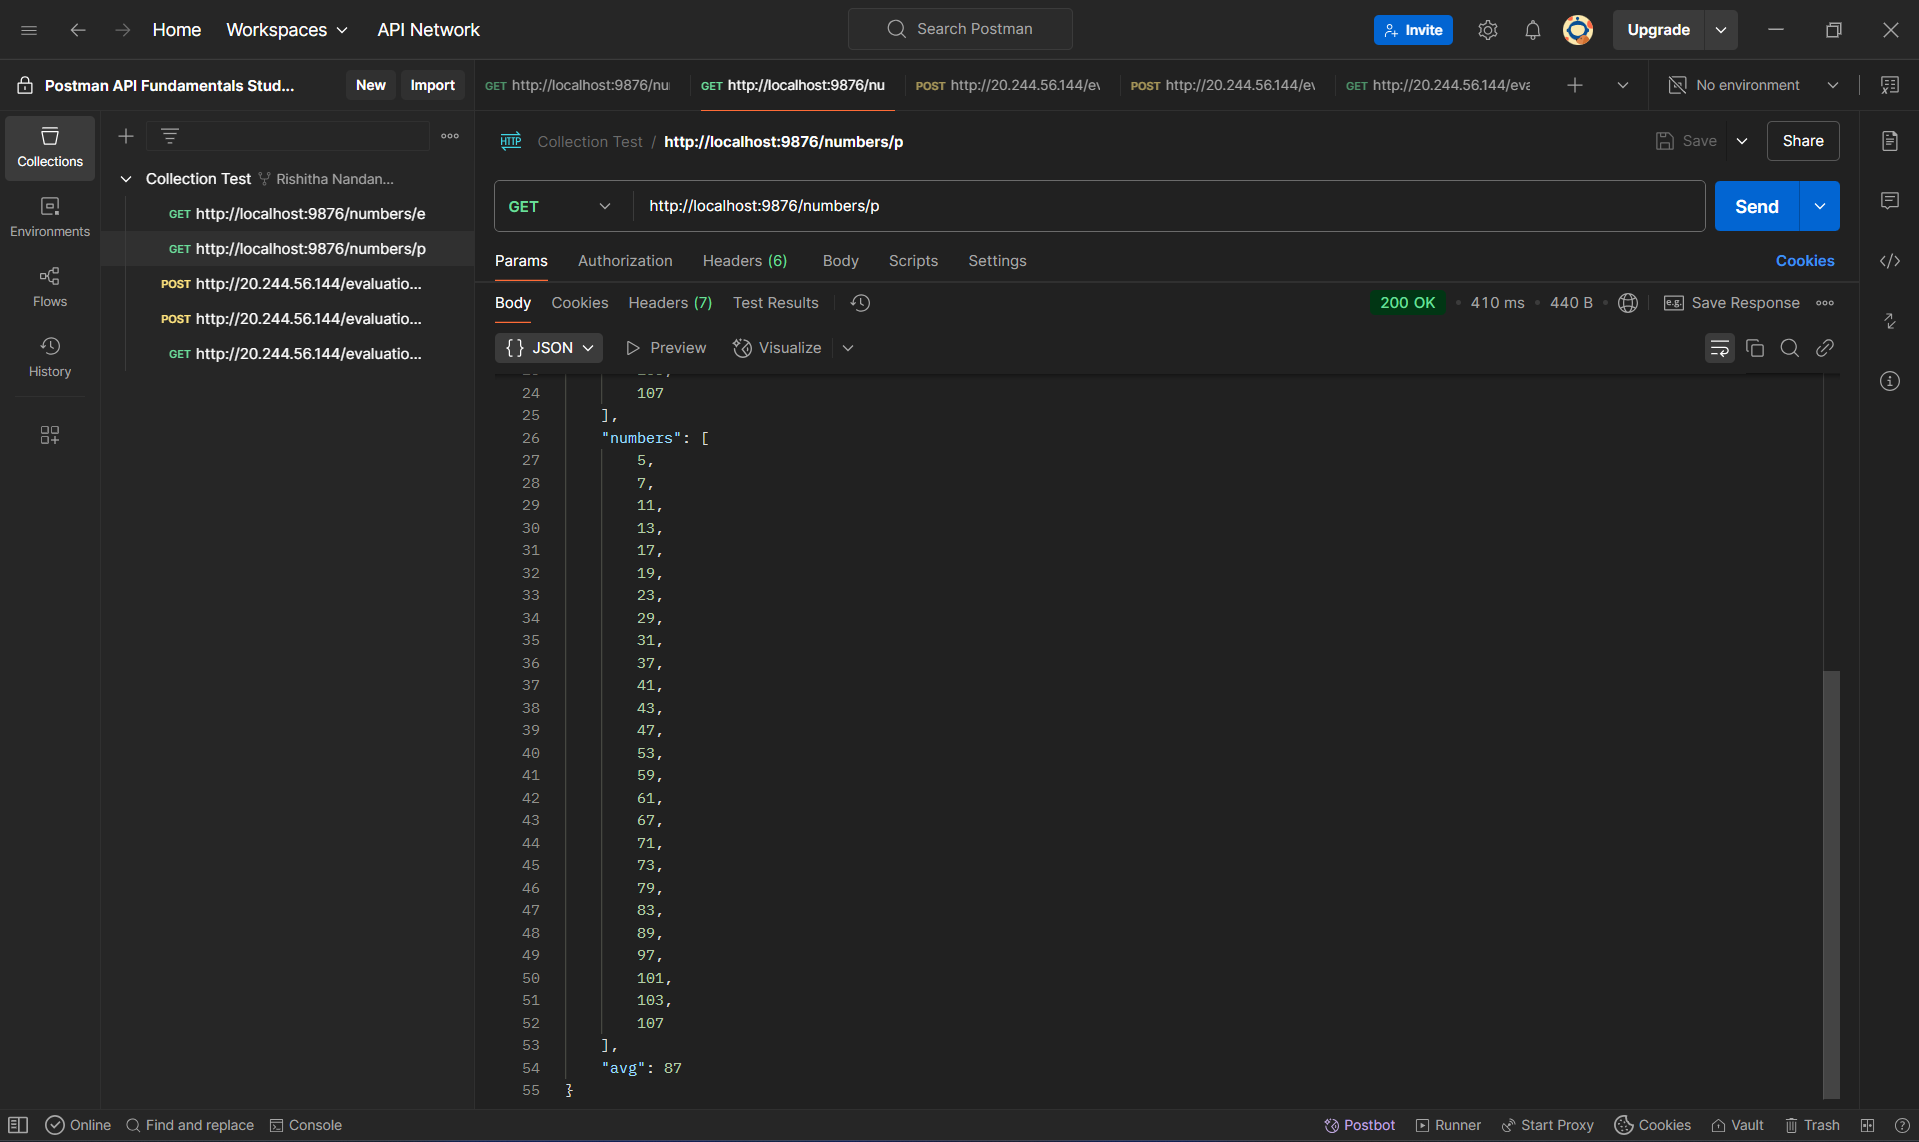 Home Workspaces API Network Search Postman Invite Upgrade
Postman API Fundamentals Stud... New Import
GET http://localhost:9876/nu GET http://localhost:9876/nu POST http://20.244.56.144/ev POST http://20.244.56.144/ev GET http://20.244.56.144/eva No environment
Collections
Environments
Flows
History
Collection Test Rishitha Nandan...
GET http://localhost:9876/numbers/e
GET http://localhost:9876/numbers/p
POST http://20.244.56.144/evaluatio...
POST http://20.244.56.144/evaluatio...
GET http://20.244.56.144/evaluatio...
HTTP Collection Test / http://localhost:9876/numbers/p Save Share
GET http://localhost:9876/numbers/p Send
Params Authorization Headers (6) Body Scripts Settings Cookies
Body Cookies Headers (7) Test Results 200 OK • 410 ms • 440 B • e.g. Save Response
{} JSON Preview Visualize
24 107
25 ],
26 "numbers": [
27 5,
28 7,
29 11,
30 13,
31 17,
32 19,
33 23,
34 29,
35 31,
36 37,
37 41,
38 43,
39 47,
40 53,
41 59,
42 61,
43 67,
44 71,
45 73,
46 79,
47 83,
48 89,
49 97,
50 101,
51 103,
52 107
53 ],
54 "avg": 87
55 }
Online Find and replace Console Postbot Runner Start Proxy Cookies Vault Trash